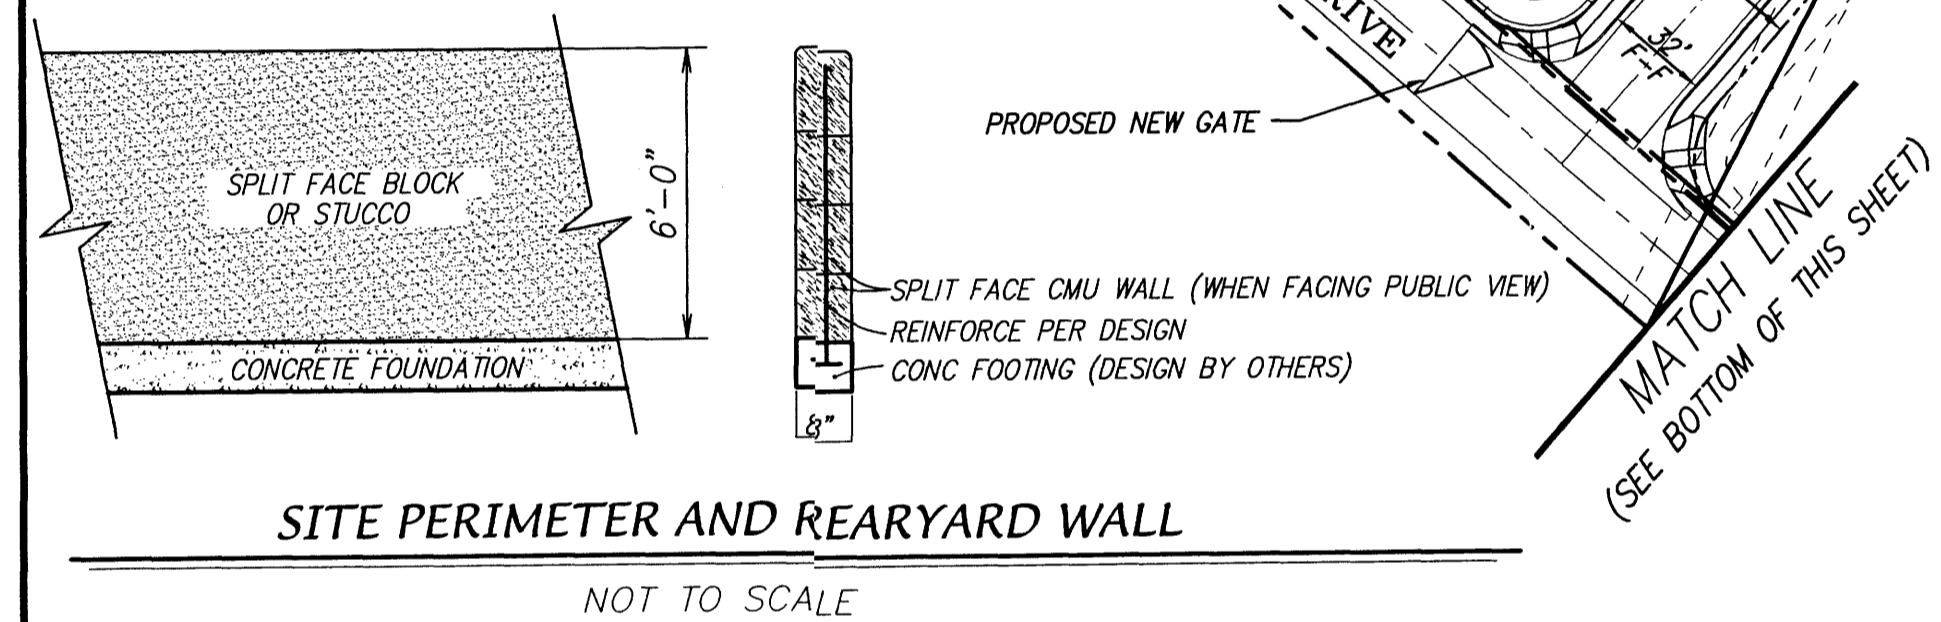 SPLIT FACE BLOCK
OR STUCCO
CONCRETE FOUNDATION
6'-0"
SPLIT FACE CMU WALL (WHEN FACING PUBLIC VIEW)
REINFORCE PER DESIGN
CONC FOOTING (DESIGN BY OTHERS)
8"
SITE PERIMETER AND REARYARD WALL
NOT TO SCALE
PROPOSED NEW GATE
32'
F-F
MATCH LINE
(SEE BOTTOM OF THIS SHEET)